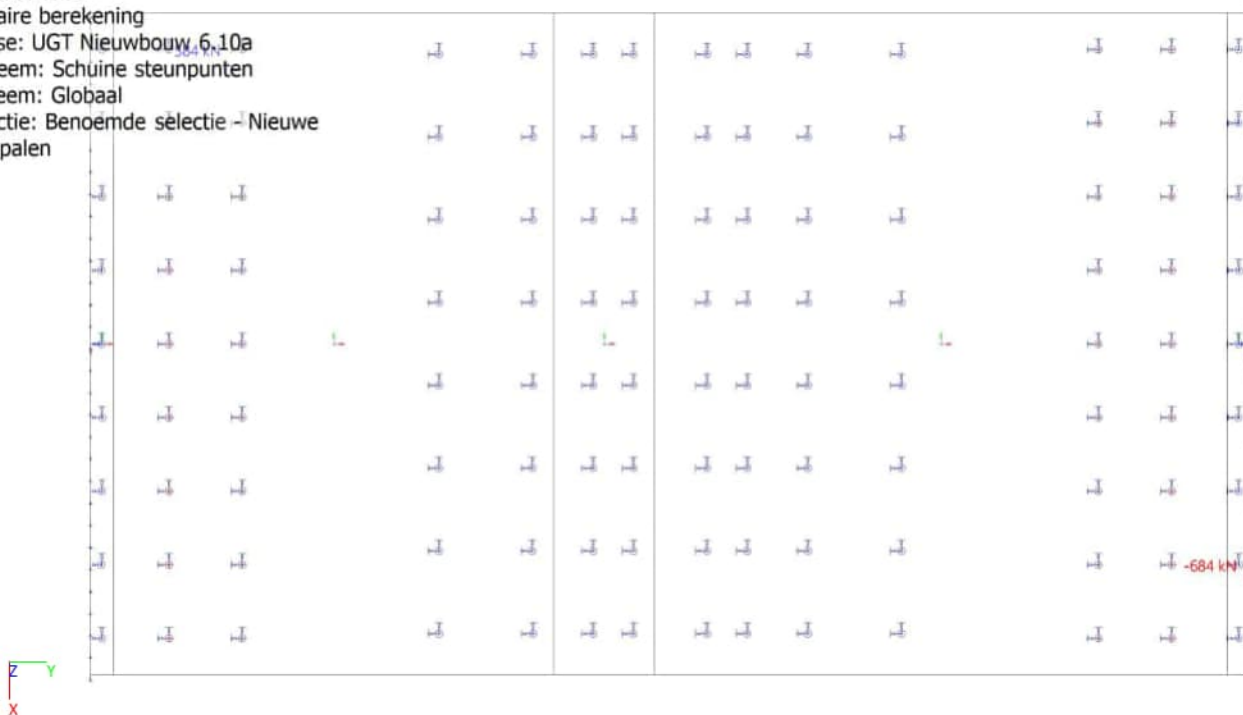 aire berekening
se: UGT Nieuwbouw 6.10a
eem: Schuine steunpunten
eem: Globaal
ctie: Benoemde selectie - Nieuwe
palen
-684 kN
Z Y
X